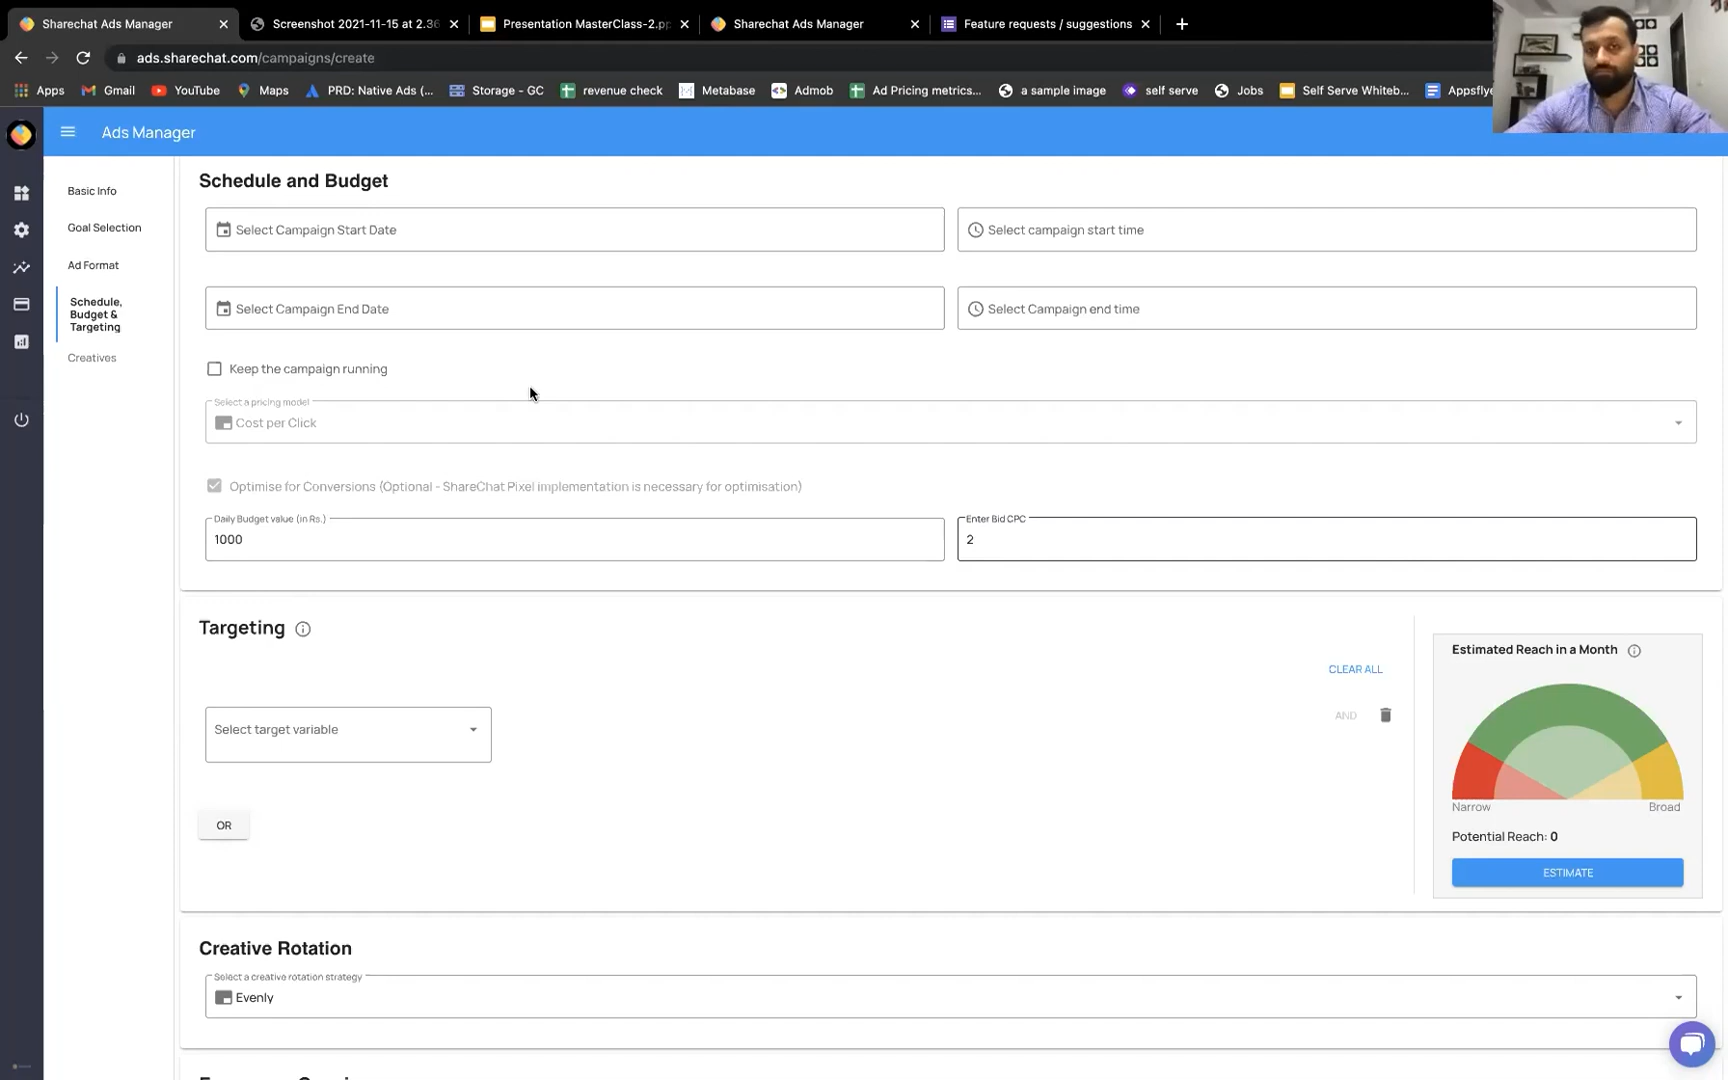 Sharechat Ads Manager
Screenshot 2021-11-15 at 2.36
Presentation MasterClass-2.pp
Sharechat Ads Manager
Feature requests / suggestions
ads.sharechat.com/campaigns/create
Apps
Gmail
YouTube
Maps
PRD: Native Ads (...
Storage - GC
revenue check
Metabase
Admob
Ad Pricing metrics...
a sample image
self serve
Jobs
Self Serve Whiteb...
Appsflye
Ads Manager
Basic Info
Goal Selection
Ad Format
Schedule,
Budget &
Targeting
Creatives
Schedule and Budget
Select Campaign Start Date
Select campaign start time
Select Campaign End Date
Select Campaign end time
Keep the campaign running
Select a pricing model
Cost per Click
Optimise for Conversions (Optional - ShareChat Pixel implementation is necessary for optimisation)
Daily Budget value (in Rs.)
1000
Enter Bid CPC
2
Targeting
CLEAR ALL
Select target variable
AND
OR
Estimated Reach in a Month
Narrow
Broad
Potential Reach: 0
ESTIMATE
Creative Rotation
Select a creative rotation strategy
Evenly